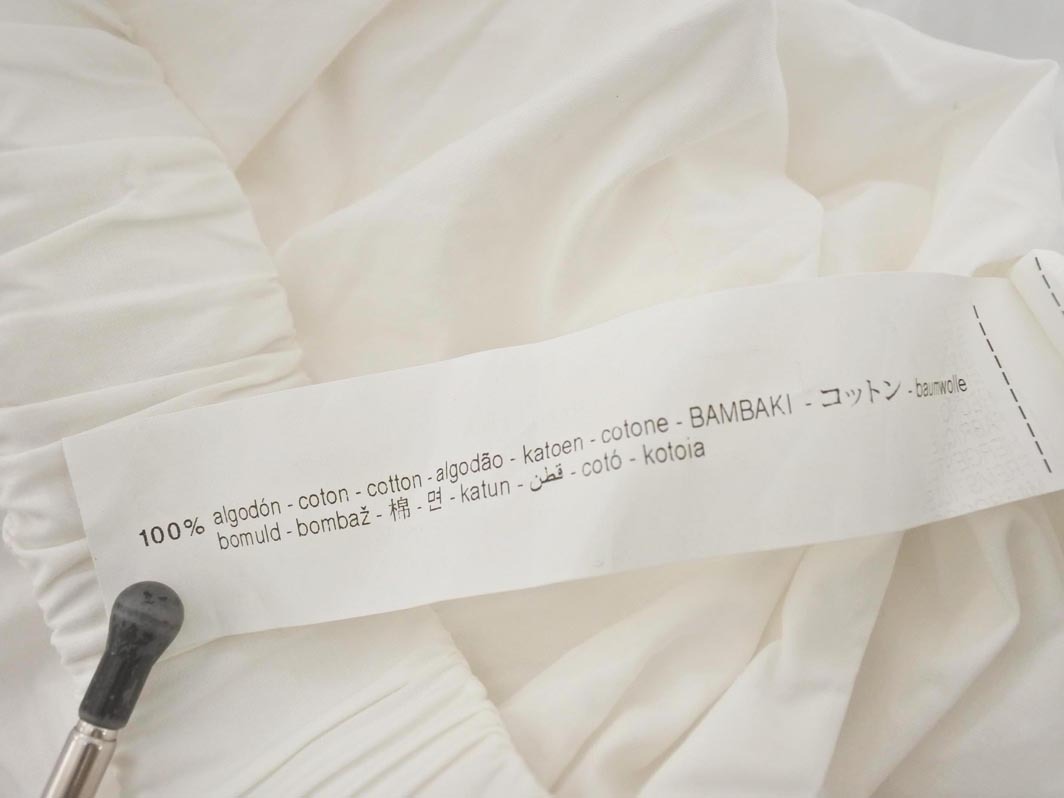 100% algodón - coton - cotton - algodão - katoen - cotone - BAMBAKI - コットン - baumwolle
bomuld - bombaž - 棉 - 면 - katun - قطن - cotó - kotoia